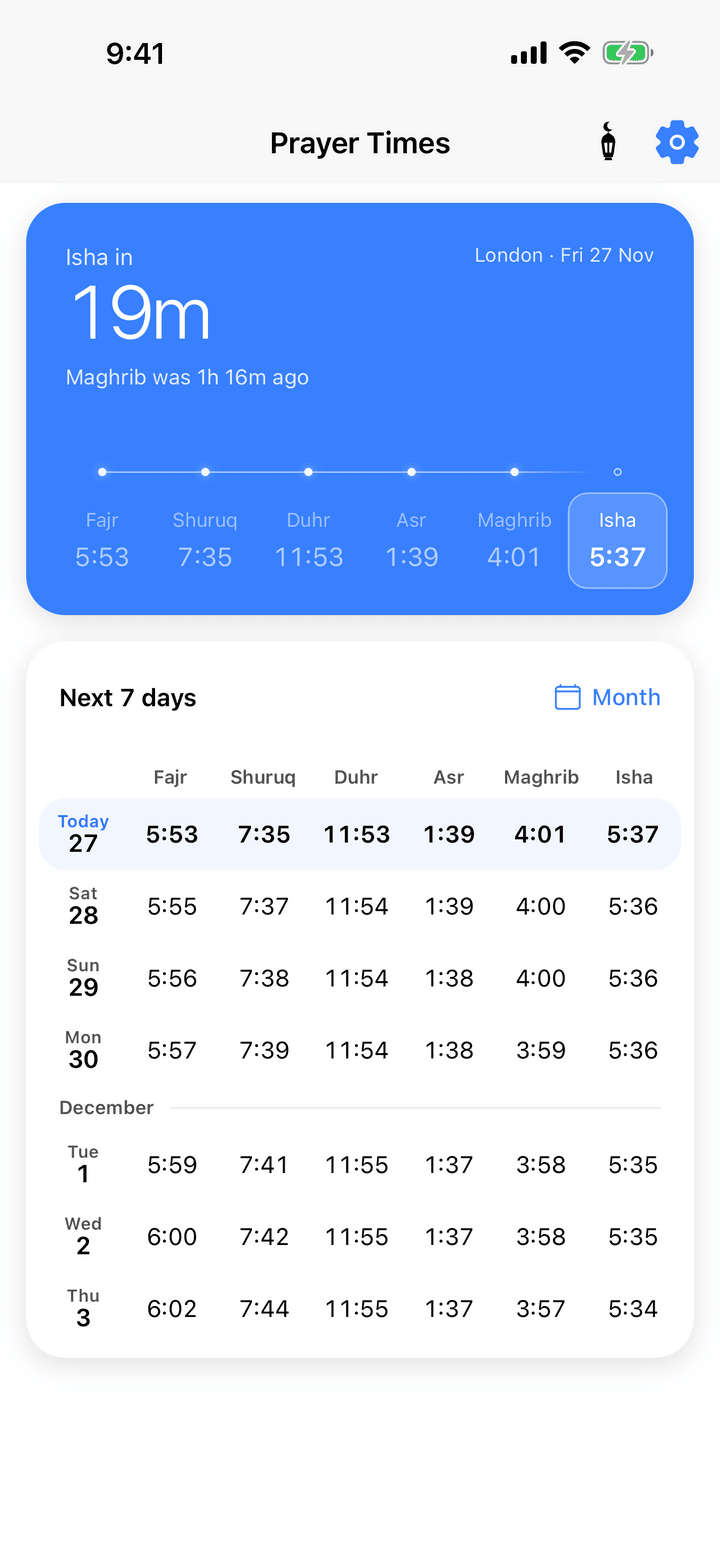 9:41
Prayer Times
Isha in
London · Fri 27 Nov
19m
Maghrib was 1h 16m ago
Fajr Shuruq Duhr Asr Maghrib Isha
5:53 7:35 11:53 1:39 4:01 5:37
Next 7 days Month
Fajr Shuruq Duhr Asr Maghrib Isha
Today
27 5:53 7:35 11:53 1:39 4:01 5:37
Sat
28 5:55 7:37 11:54 1:39 4:00 5:36
Sun
29 5:56 7:38 11:54 1:38 4:00 5:36
Mon
30 5:57 7:39 11:54 1:38 3:59 5:36
December
Tue
1 5:59 7:41 11:55 1:37 3:58 5:35
Wed
2 6:00 7:42 11:55 1:37 3:58 5:35
Thu
3 6:02 7:44 11:55 1:37 3:57 5:34